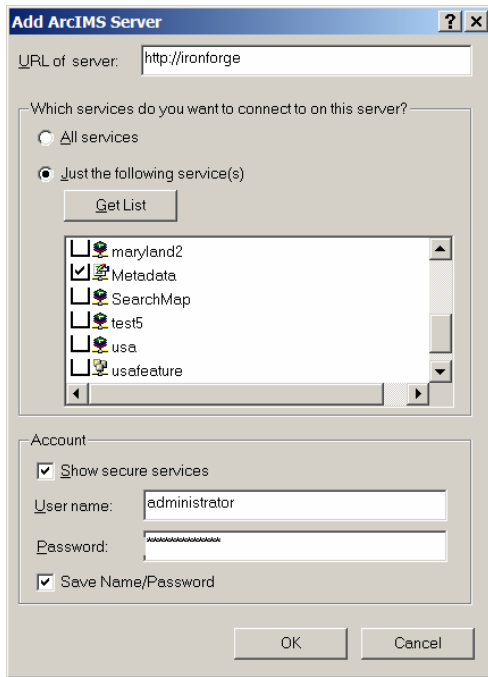 Add ArcIMS Server
URL of server: http://ironforge
Which services do you want to connect to on this server?
All services
Just the following service(s)
Get List
maryland2
Metadata
SearchMap
test5
usa
usafeature
Account
Show secure services
User name: administrator
Password: *************
Save Name/Password
OK Cancel